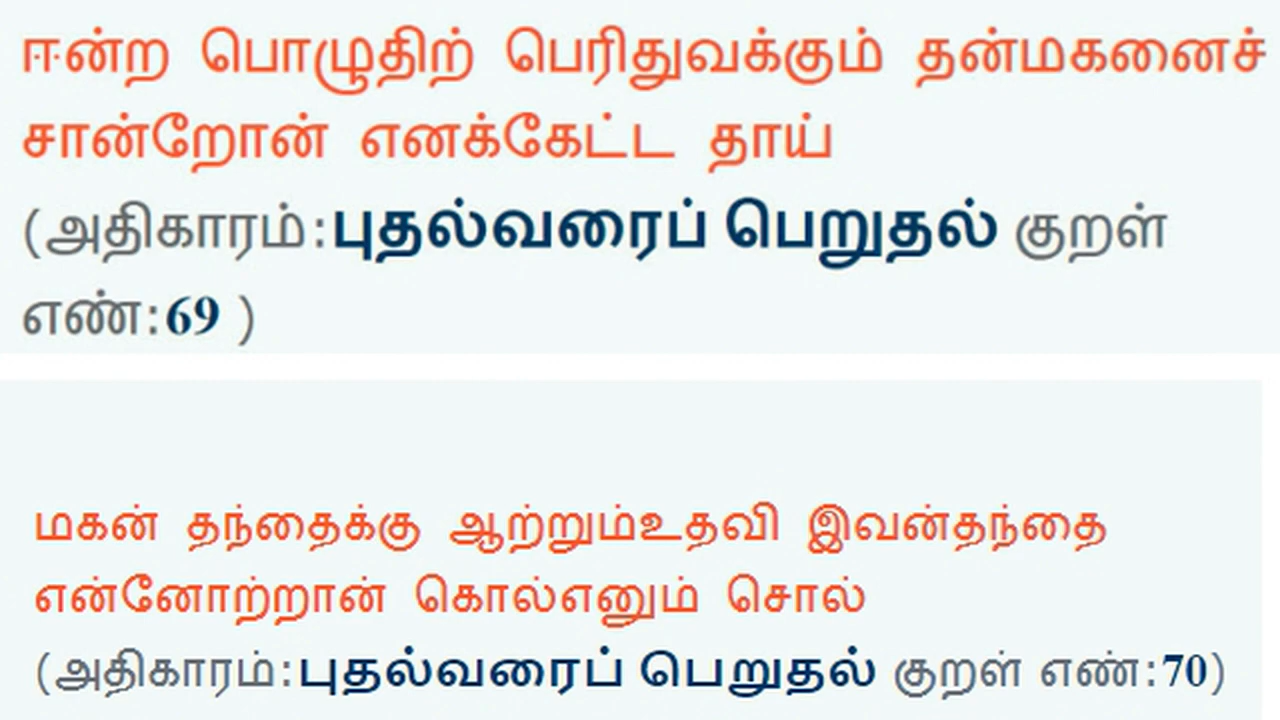 ஈன்ற பொழுதிற் பெரிதுவக்கும் தன்மகனைச்
சான்றோன் எனக்கேட்ட தாய்
(அதிகாரம்:புதல்வரைப் பெறுதல் குறள்
எண்:69 )
மகன் தந்தைக்கு ஆற்றும்உதவி இவன்தந்தை
என்னோற்றான் கொல்எனும் சொல்
(அதிகாரம்:புதல்வரைப் பெறுதல் குறள் எண்:70)